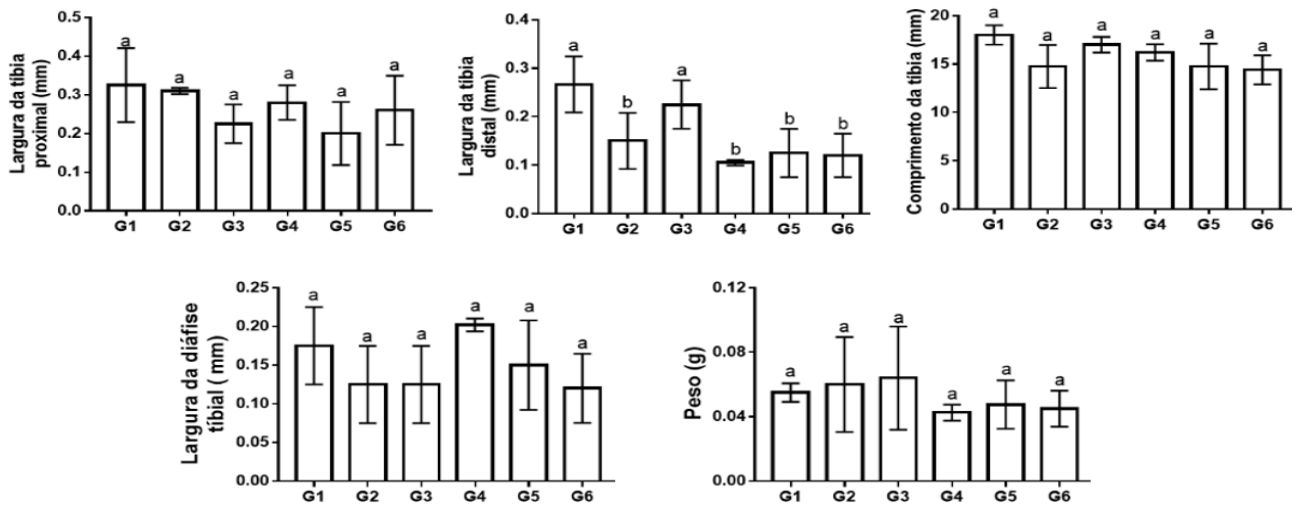 Largura da tíbia
proximal (mm)
0.5
0.4
0.3
0.2
0.1
0.0
a a a a a a
G1 G2 G3 G4 G5 G6
Largura da tíbia
distal (mm)
0.4
0.3
0.2
0.1
0.0
a b a b b b
G1 G2 G3 G4 G5 G6
Comprimento da tíbia (mm)
20
15
10
5
0
a a a a a a
G1 G2 G3 G4 G5 G6
Largura da diáfise
tíbial ( mm)
0.25
0.20
0.15
0.10
0.05
0.00
a a a a a a
G1 G2 G3 G4 G5 G6
Peso (g)
0.12
0.08
0.04
0.00
a a a a a a
G1 G2 G3 G4 G5 G6